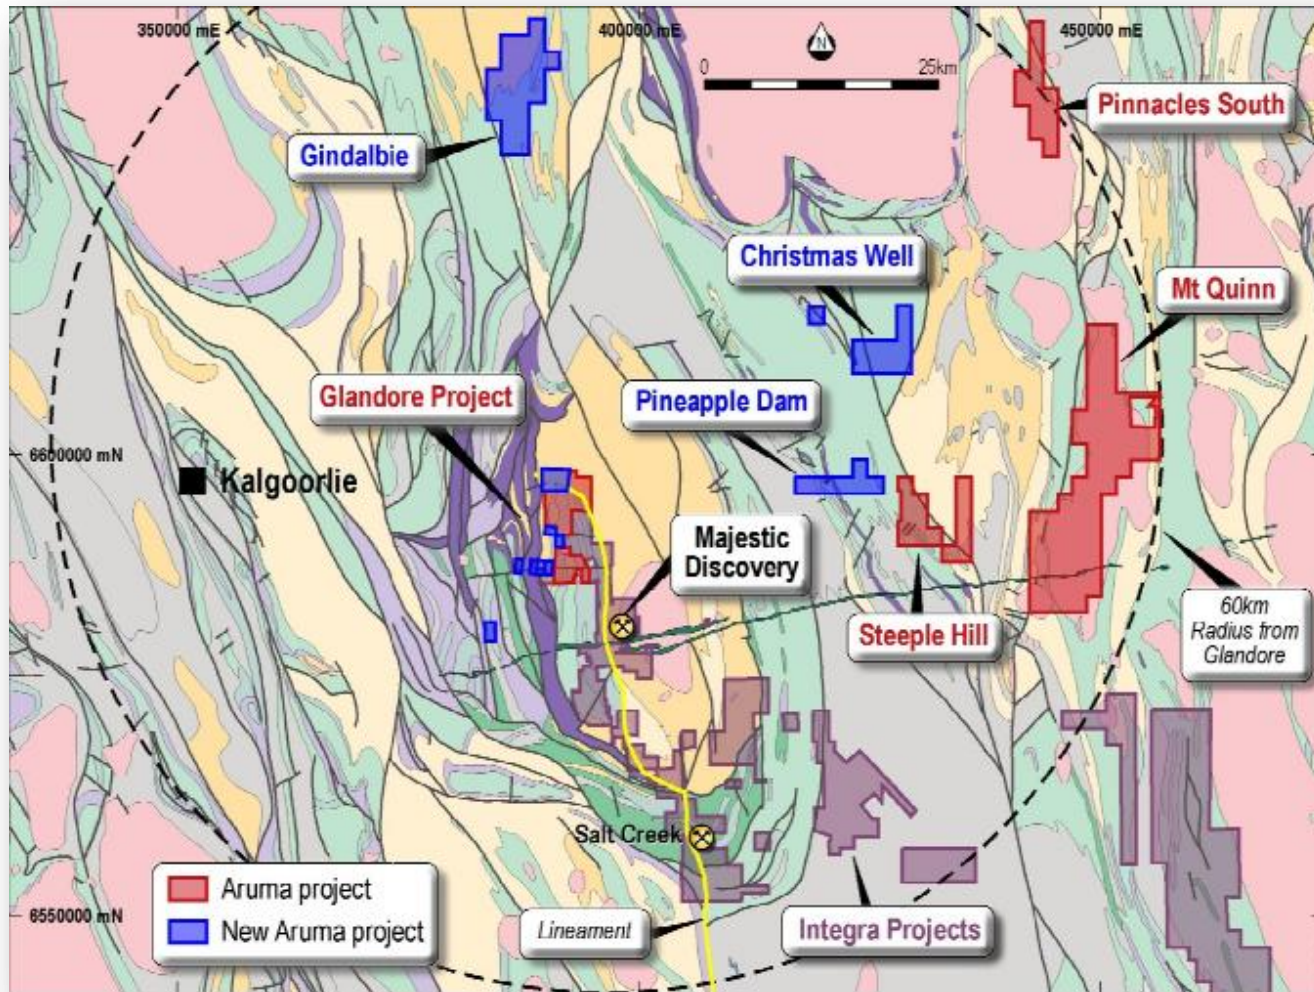 350000 mE
400000 mE
450000 mE
N
0
25km
Pinnacles South
Gindalbie
Christmas Well
Mt Quinn
Glandore Project
Pineapple Dam
6600000 mN
Kalgoorlie
Majestic
Discovery
Steeple Hill
60km
Radius from
Glandore
Salt Creek
Aruma project
New Aruma project
6550000 mN
Lineament
Integra Projects